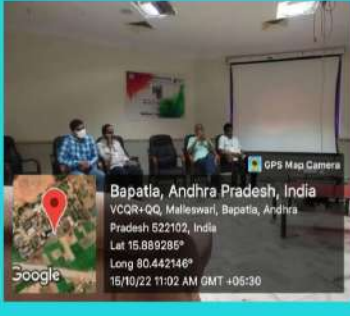 GPS Map Camera
Bapatla, Andhra Pradesh, India
VCQR+QQ, Malleswari, Bapatla, Andhra
Pradesh 522102, India
Lat 15.889285°
Long 80.442146°
15/10/22 11:02 AM GMT +05:30
Google